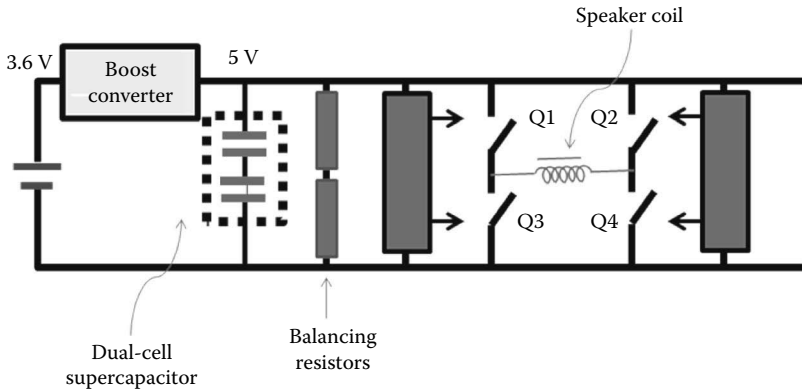 Speaker coil
3.6 V
Boost
converter
5 V
Q1
Q2
Q3
Q4
Dual-cell
supercapacitor
Balancing
resistors